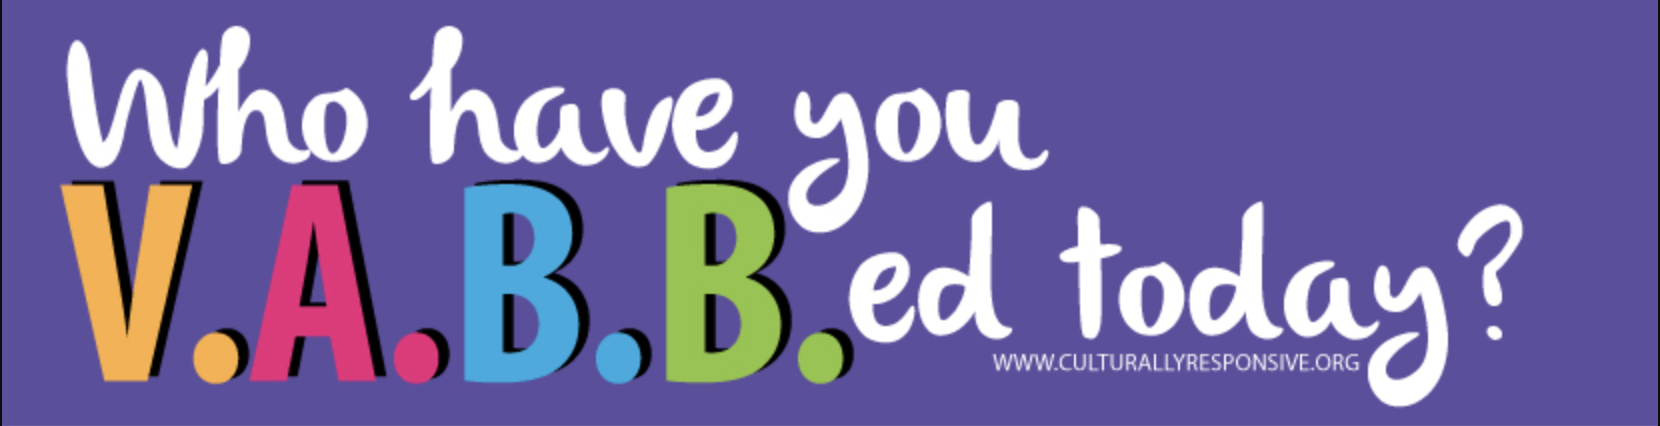 Who have you
V.A.B.B.ed today?
WWW.CULTURALLYRESPONSIVE.ORG